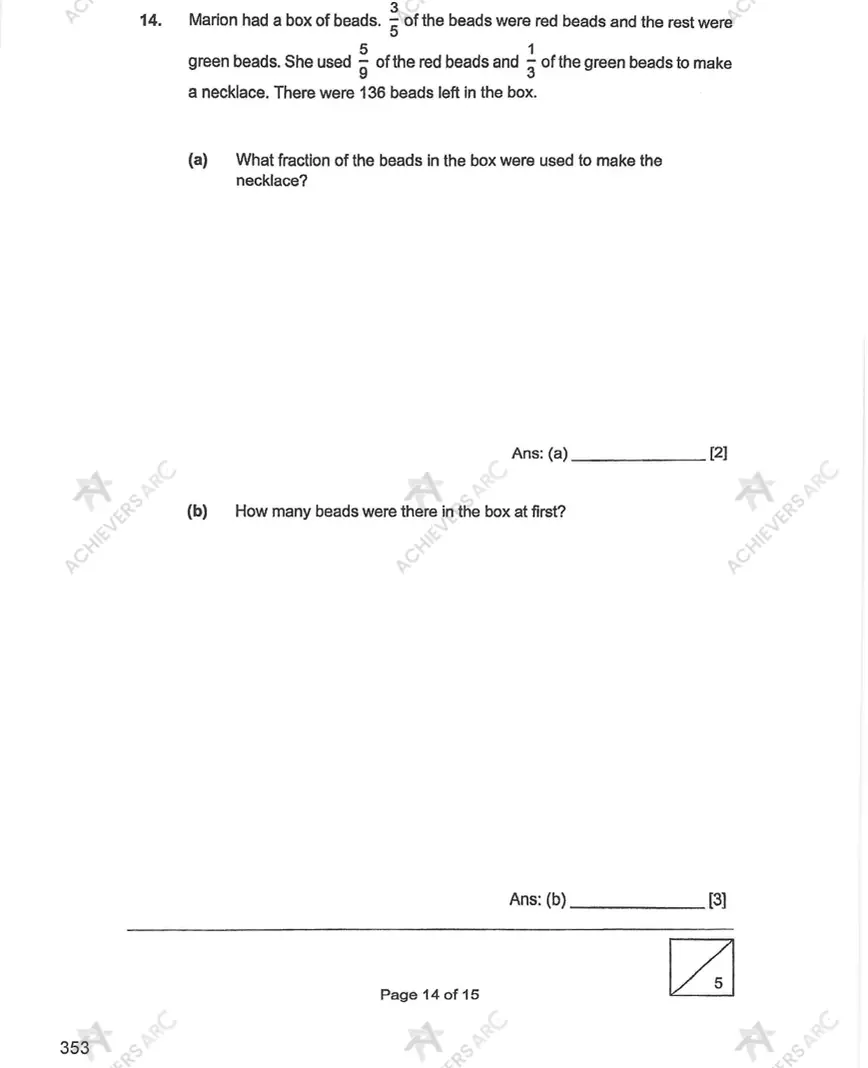 14. Marion had a box of beads. 3/5 of the beads were red beads and the rest were
green beads. She used 5/9 of the red beads and 1/3 of the green beads to make
a necklace. There were 136 beads left in the box.
(a) What fraction of the beads in the box were used to make the
necklace?
Ans: (a) ______________ [2]
ACHIEVERS ARC
ACHIEVERS ARC
ACHIEVERS ARC
(b) How many beads were there in the box at first?
Ans: (b) ______________ [3]
5
Page 14 of 15
353